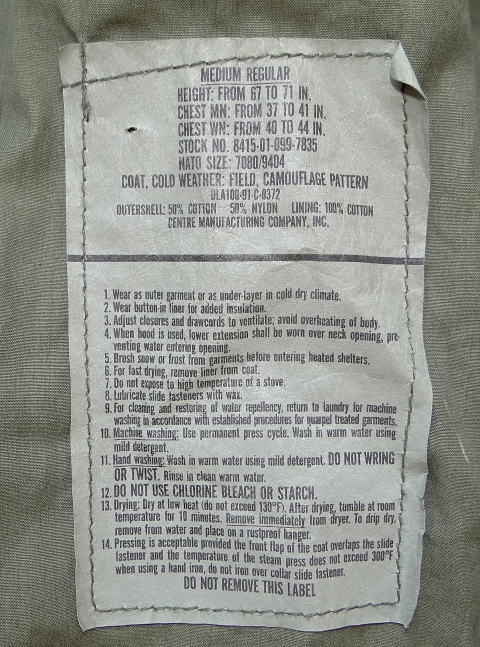 MEDIUM REGULAR
HEIGHT: FROM 67 TO 71 IN.
CHEST MN: FROM 37 TO 41 IN.
CHEST WN: FROM 40 TO 44 IN.
STOCK NO. 8415-01-099-7835
NATO SIZE: 7080/9404
COAT, COLD WEATHER: FIELD, CAMOUFLAGE PATTERN
DLA100-91-C-0372
OUTERSHELL: 50% COTTON 50% NYLON LINING: 100% COTTON
CENTRE MANUFACTURING COMPANY, INC.
1. Wear as outer garment or as under-layer in cold dry climate.
2. Wear button-in liner for added insulation.
3. Adjust closures and drawcords to ventilate; avoid overheating of body.
4. When hood is used, lower extension shall be worn over neck opening, pre-
venting water entering opening.
5. Brush snow or frost from garments before entering heated shelters.
6. For fast drying, remove liner from coat.
7. Do not expose to high temperature of a stove.
8. Lubricate slide fasteners with wax.
9. For cleaning and restoring of water repellency, return to laundry for machine
washing in accordance with established procedures for quarpel treated garments.
10. Machine washing: Use permanent press cycle. Wash in warm water using
mild detergent.
11. Hand washing: Wash in warm water using mild detergent. DO NOT WRING
OR TWIST. Rinse in clean warm water.
12. DO NOT USE CHLORINE BLEACH OR STARCH.
13. Drying: Dry at low heat (do not exceed 130°F). After drying, tumble at room
temperature for 10 minutes. Remove immediately from dryer. To drip dry,
remove from water and place on a rustproof hanger.
14. Pressing is acceptable provided the front flap of the coat overlaps the slide
fastener and the temperature of the steam press does not exceed 300°F
when using a hand iron, do not iron over collar slide fastener.
DO NOT REMOVE THIS LABEL